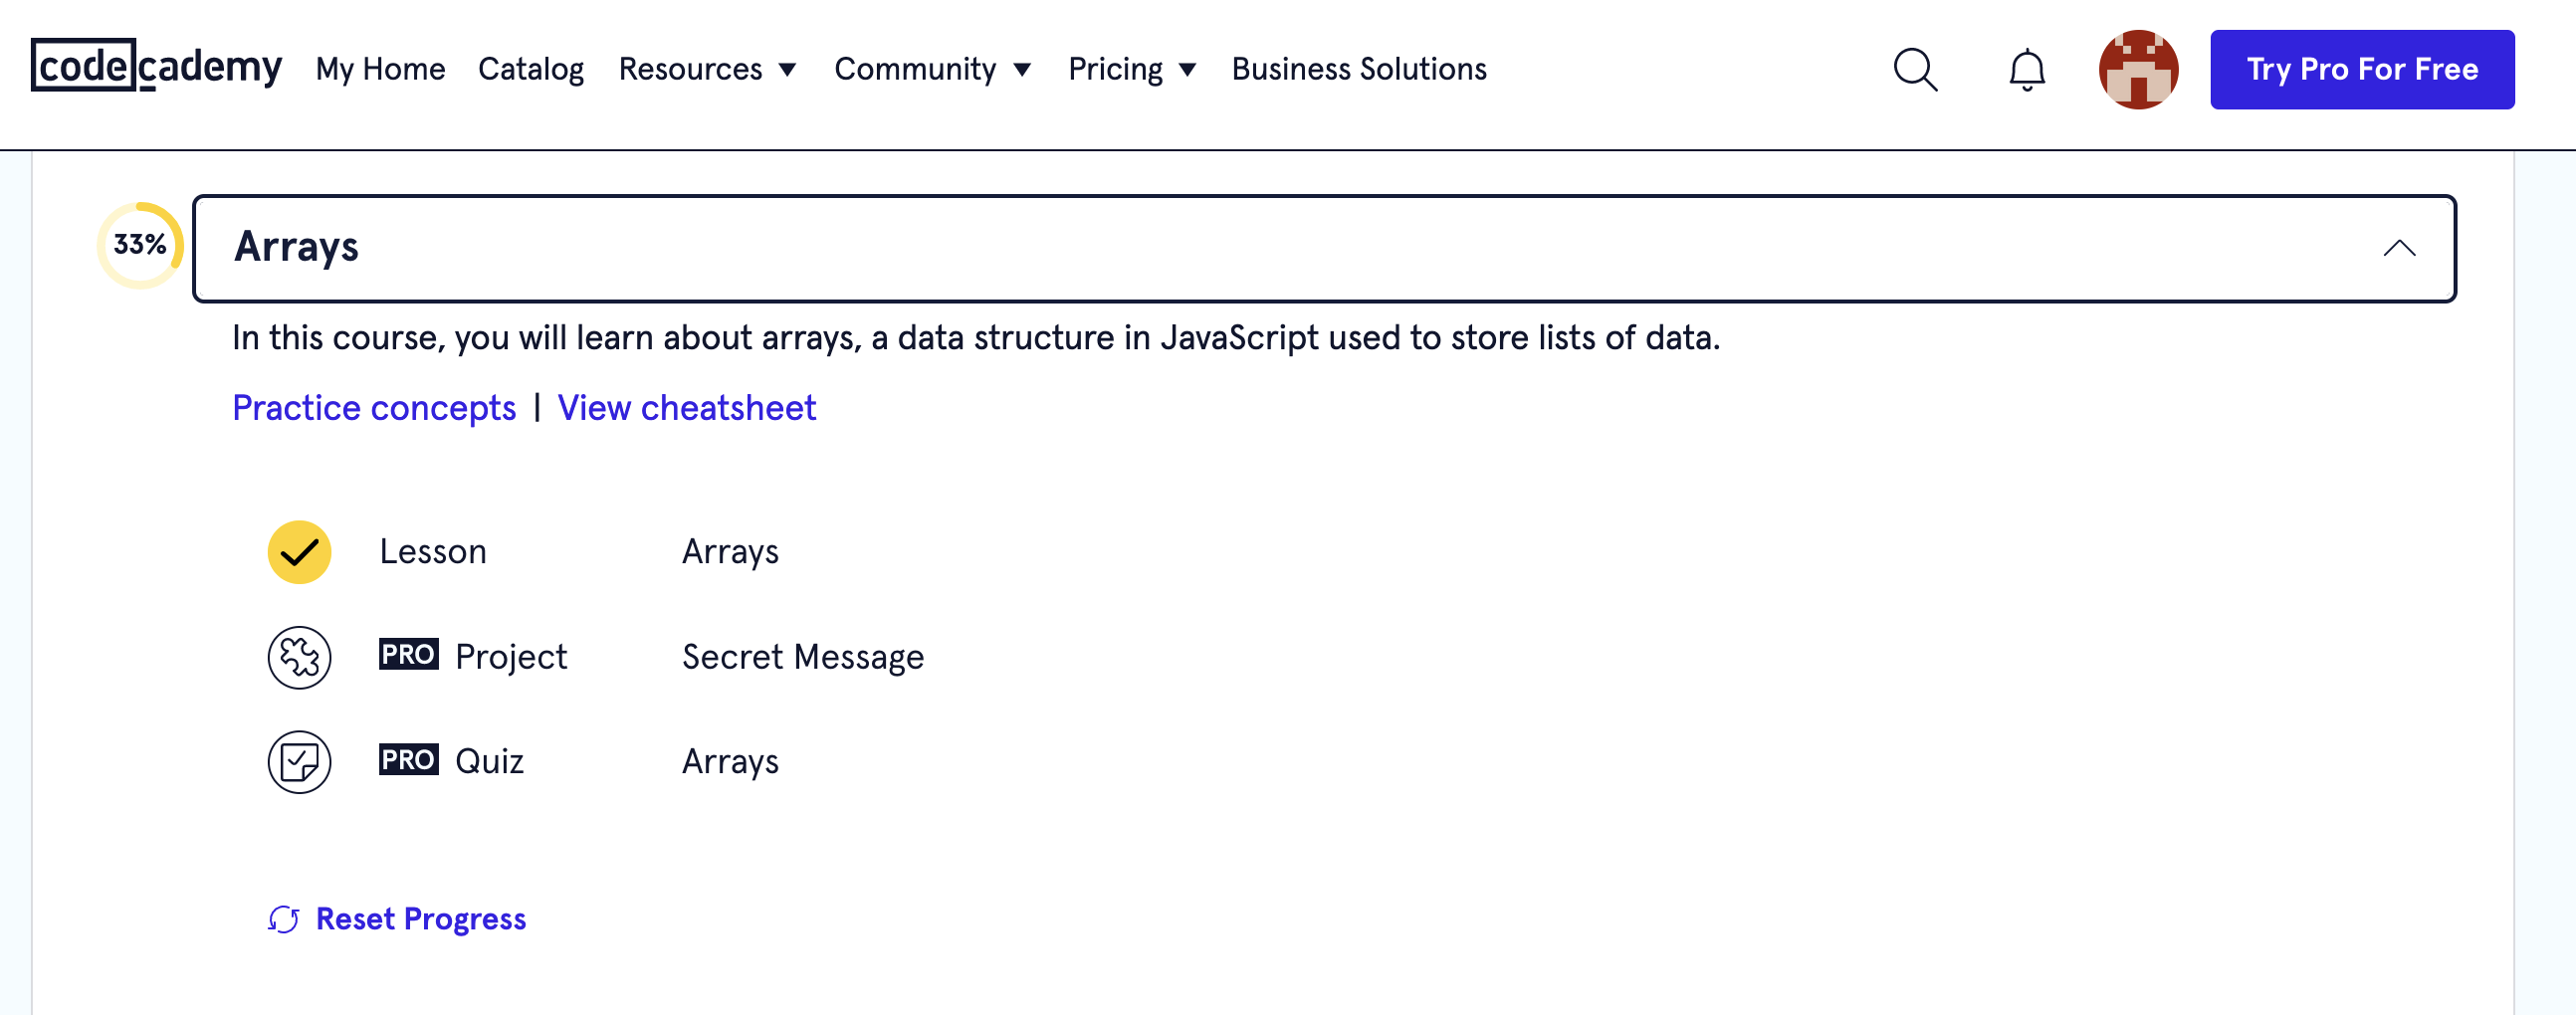 codecademy My Home Catalog Resources Community Pricing Business Solutions Try Pro For Free
33% Arrays
In this course, you will learn about arrays, a data structure in JavaScript used to store lists of data.
Practice concepts | View cheatsheet
Lesson Arrays
PRO Project Secret Message
PRO Quiz Arrays
Reset Progress